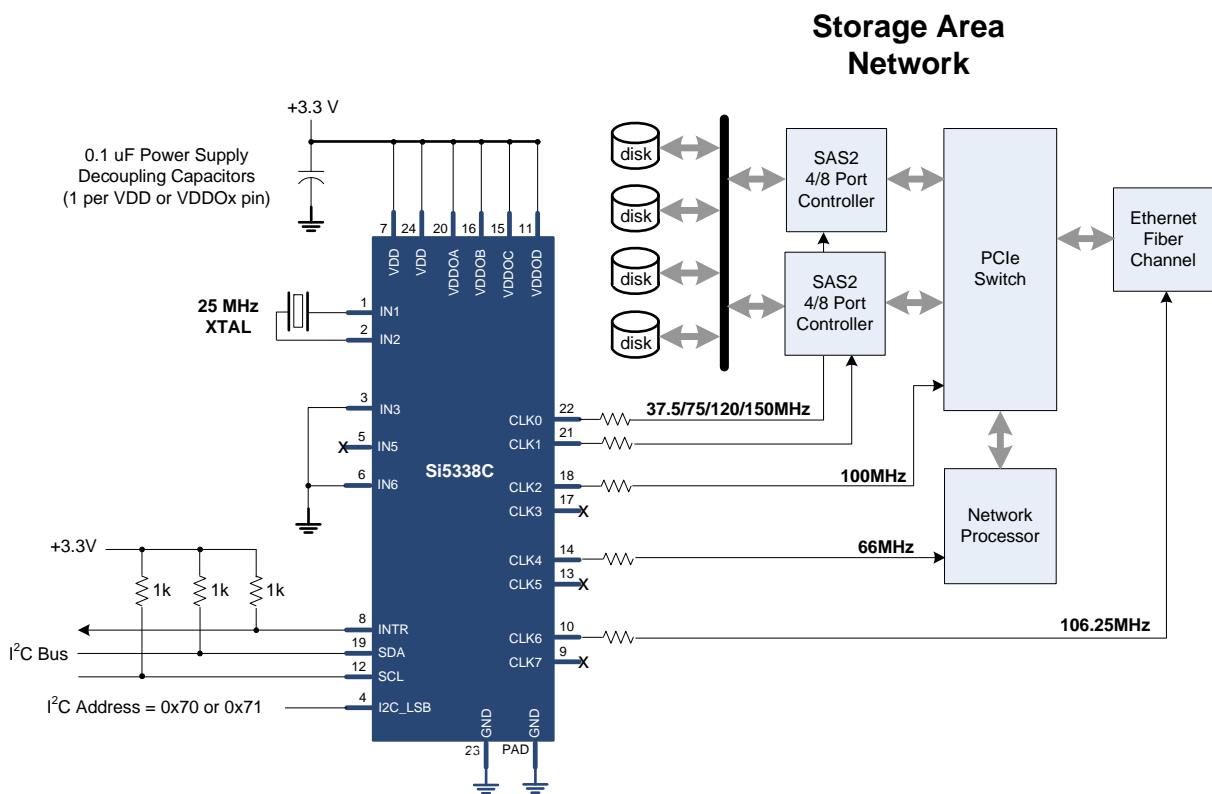 Storage Area
Network
+3.3 V
0.1 uF Power Supply
Decoupling Capacitors
(1 per VDD or VDDOx pin)
7
24
20
16
15
11
VDD
VDD
VDDOA
VDDOB
VDDOC
VDDOD
25 MHz
XTAL
1
IN1
2
IN2
3
IN3
X
5
IN5
6
IN6
Si5338C
CLK0
22
37.5/75/120/150MHz
CLK1
21
CLK2
18
100MHz
CLK3
17
X
CLK4
14
66MHz
CLK5
13
X
CLK6
10
106.25MHz
CLK7
9
X
+3.3V
1k
1k
1k
8
INTR
I²C Bus
19
SDA
12
SCL
I²C Address = 0x70 or 0x71
4
I2C_LSB
GND
GND
23
PAD
disk
disk
disk
disk
SAS2
4/8 Port
Controller
SAS2
4/8 Port
Controller
PCIe
Switch
Ethernet
Fiber
Channel
Network
Processor